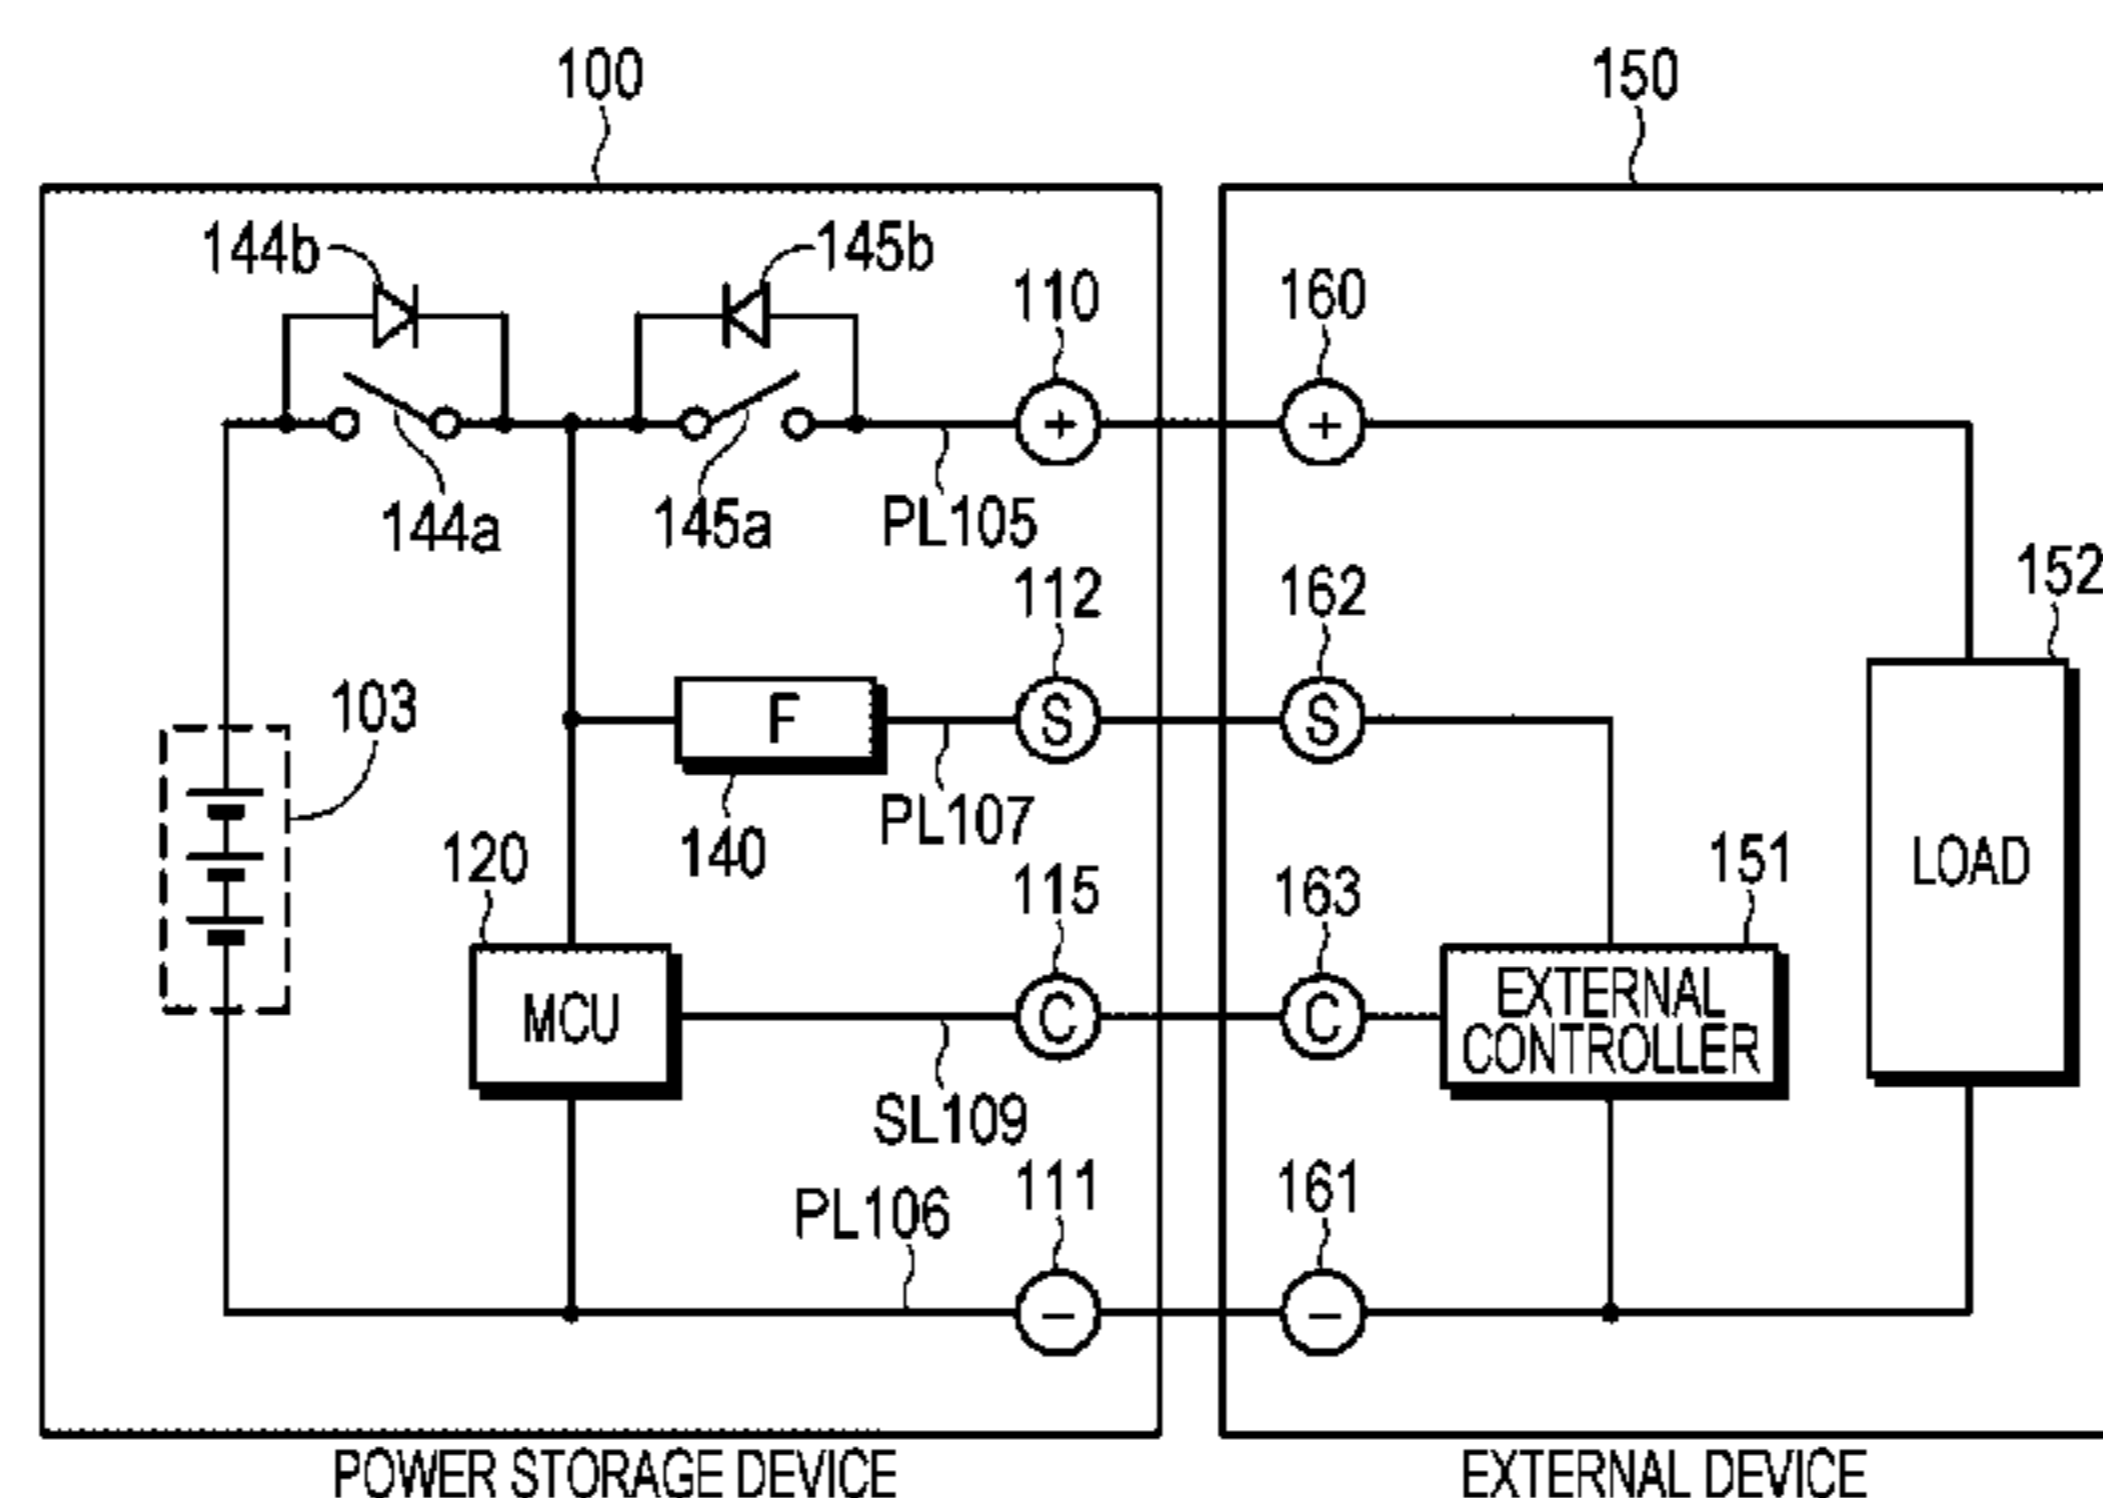 100
150
144b
145b
110
160
+
+
144a
145a
PL105
112
162
152
103
F
S
S
PL107
140
120
115
163
151
LOAD
MCU
C
C
EXTERNAL
CONTROLLER
SL109
PL106
111
161
−
−
POWER STORAGE DEVICE
EXTERNAL DEVICE